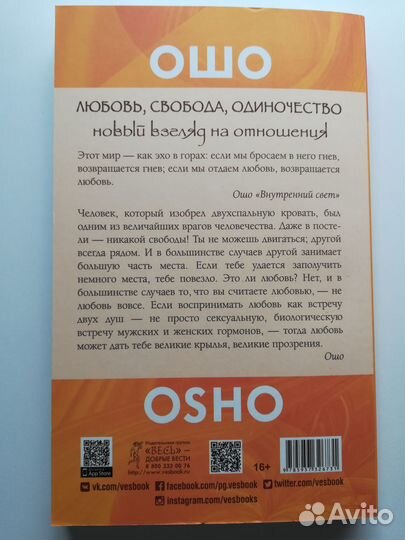 ОШО
ЛЮБОВЬ, СВОБОДА, ОДИНОЧЕСТВО
НОВЫЙ ВЗГЛЯД НА ОТНОШЕНИЯ
Этот мир — как эхо в горах: если мы бросаем в него гнев,
возвращается гнев; если мы отдаем любовь, возвращается
любовь.
Ошо «Внутренний свет»
Человек, который изобрел двухспальную кровать, был
одним из величайших врагов человечества. Даже в посте-
ли — никакой свободы! Ты не можешь двигаться; другой
всегда рядом. И в большинстве случаев другой занимает
большую часть места. Если тебе удается заполучить
немного места, тебе повезло. Это ли любовь? Нет, и в
большинстве случаев то, что вы считаете любовью, — не
любовь вовсе. Если воспринимать любовь как встречу
двух душ — не просто сексуальную, биологическую
встречу мужских и женских гормонов, — тогда любовь
может дать тебе великие крылья, великие прозрения.
Ошо
OSHO
Издательская группа
«ВЕСЬ»
ДОБРЫЕ ВЕСТИ
8 800 333 00 76
www.vesbook.ru
16+
App Store
vk.com/vesbook
facebook.com/pg.vesbook
twitter.com/vesbook
instagram.com/vesbooks
Avito